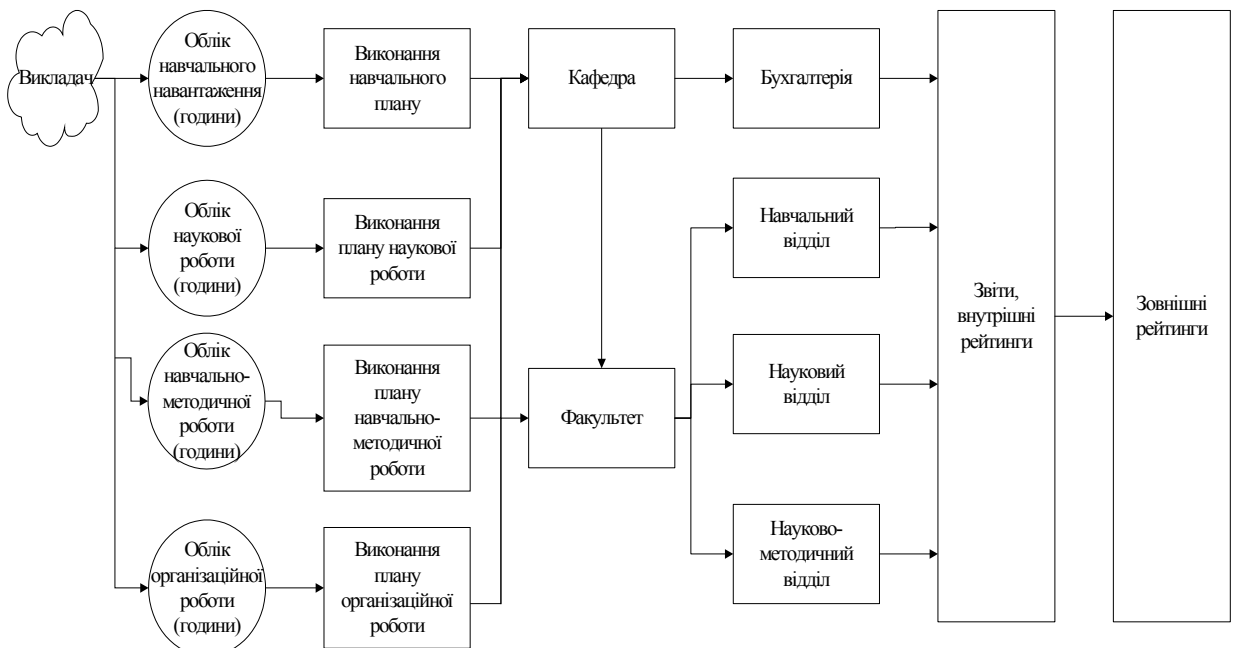 Викладач
Облік
навчального
навантаження
(години)
Виконання
навчального
плану
Кафедра
Бухгалтерія
Облік
наукової
роботи
(години)
Виконання
плану наукової
роботи
Навчальний
відділ
Звіти,
внутрішні
рейтинги
Зовнішні
рейтинги
Облік
навчально-
методичної
роботи
(години)
Виконання
плану
навчально-
методичної
роботи
Факультет
Науковий
відділ
Облік
організаційної
роботи
(години)
Виконання
плану
організаційної
роботи
Науково-
методичний
відділ